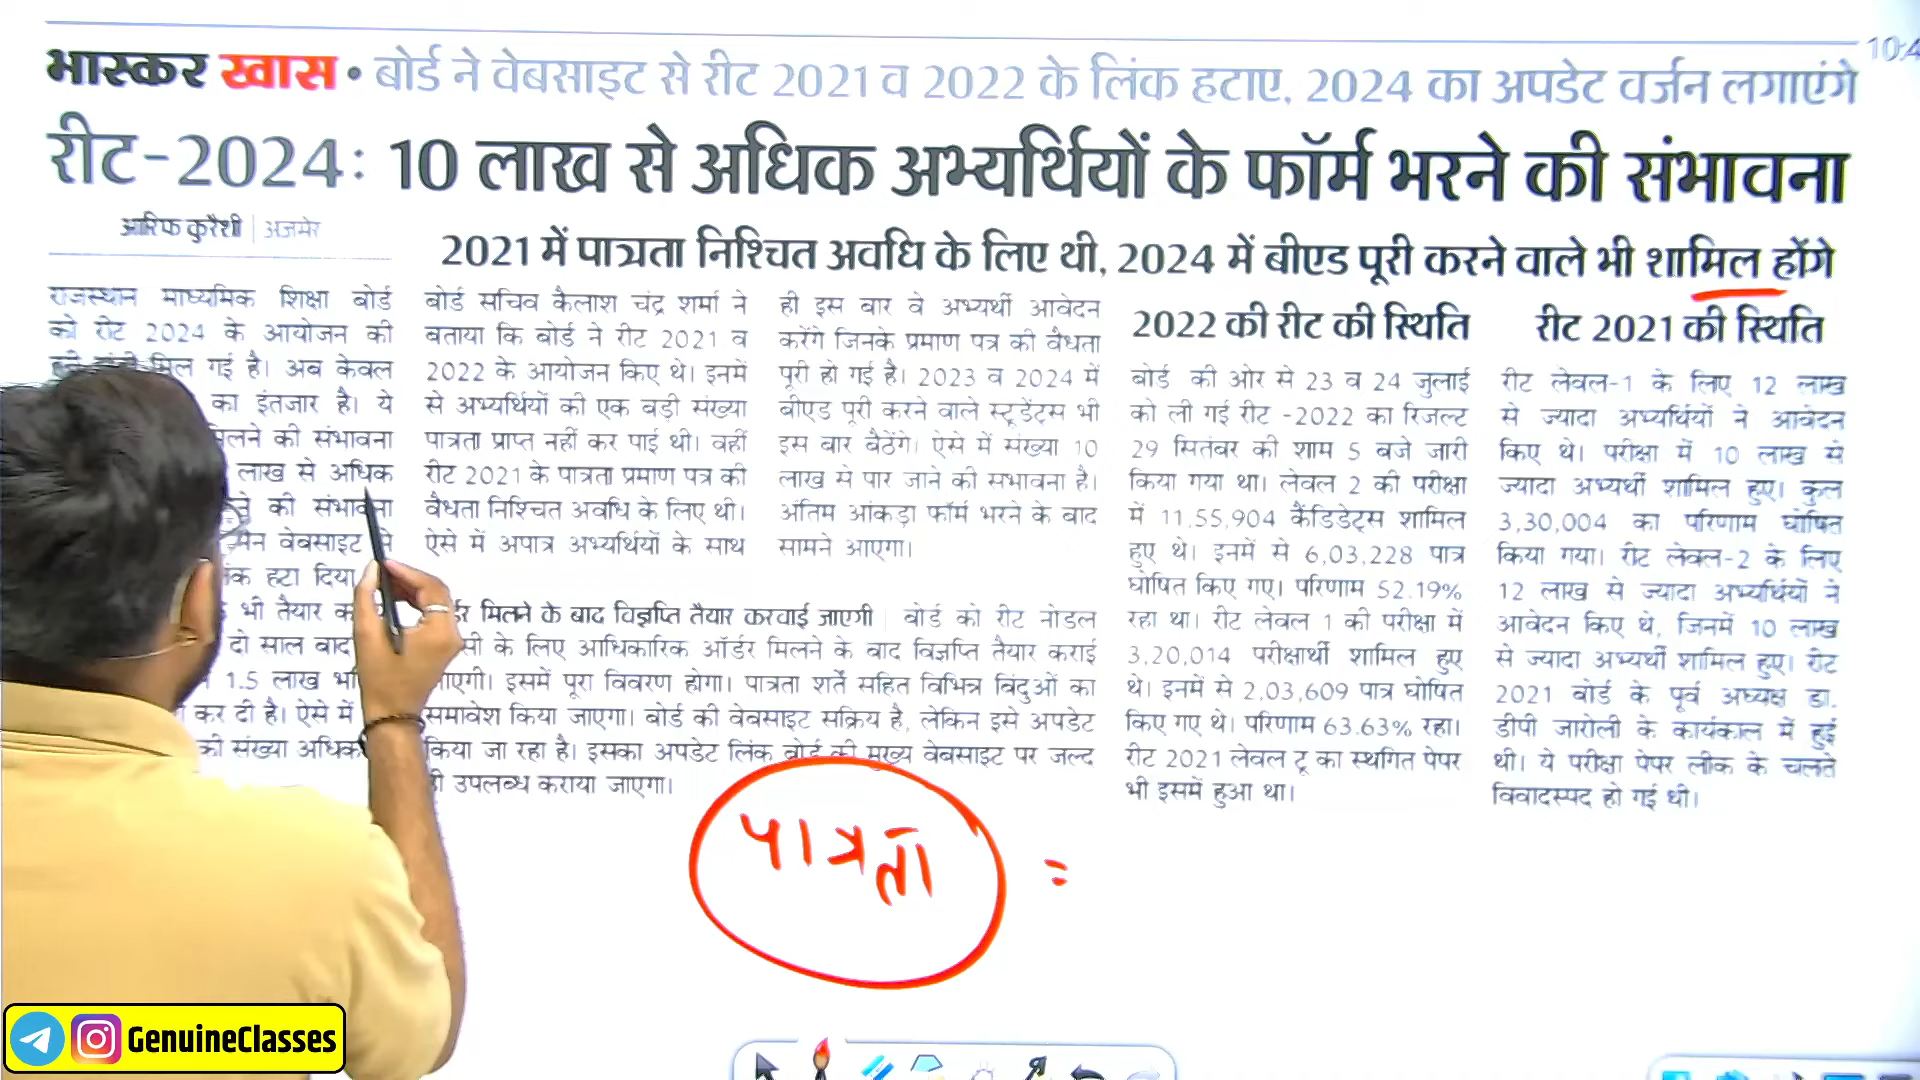 10:4
भास्कर खास • बोर्ड ने वेबसाइट से रीट 2021 व 2022 के लिंक हटाए, 2024 का अपडेट वर्जन लगाएंगे
रीट-2024: 10 लाख से अधिक अभ्यर्थियों के फॉर्म भरने की संभावना
आरिफ कुरैशी | अजमेर
2021 में पात्रता निश्चित अवधि के लिए थी, 2024 में बीएड पूरी करने वाले भी शामिल होंगे
राजस्थान माध्यमिक शिक्षा बोर्ड
को रीट 2024 के आयोजन की
मिल गई है। अब केवल
का इंतजार है। ये
मिलने की संभावना
लाख से अधिक
की संभावना
मेन वेबसाइट से
हटा दिया
भी तैयार
दो साल बाद
1.5 लाख
कर दी है। ऐसे में
की संख्या अधिक
बोर्ड सचिव कैलाश चंद्र शर्मा ने
बताया कि बोर्ड ने रीट 2021 व
2022 के आयोजन किए थे। इनमें
से अभ्यर्थियों की एक बड़ी संख्या
पात्रता प्राप्त नहीं कर पाई थी। वहीं
रीट 2021 के पात्रता प्रमाण पत्र की
वैधता निश्चित अवधि के लिए थी।
ऐसे में अपात्र अभ्यर्थियों के साथ
ही इस बार वे अभ्यर्थी आवेदन
करेंगे जिनके प्रमाण पत्र की वैधता
पूरी हो गई है। 2023 व 2024 में
बीएड पूरी करने वाले स्टूडेंट्स भी
इस बार बैठेंगे। ऐसे में संख्या 10
लाख से पार जाने की संभावना है।
अंतिम आंकड़ा फॉर्म भरने के बाद
सामने आएगा।
मिलने के बाद विज्ञप्ति तैयार करवाई जाएगी | बोर्ड को रीट नोडल
के लिए आधिकारिक ऑर्डर मिलने के बाद विज्ञप्ति तैयार कराई
जाएगी। इसमें पूरा विवरण होगा। पात्रता शर्तें सहित विभिन्न बिंदुओं का
समावेश किया जाएगा। बोर्ड की वेबसाइट सक्रिय है, लेकिन इसे अपडेट
किया जा रहा है। इसका अपडेट लिंक बोर्ड की मुख्य वेबसाइट पर जल्द
ही उपलब्ध कराया जाएगा।
2022 की रीट की स्थिति
बोर्ड की ओर से 23 व 24 जुलाई
को ली गई रीट -2022 का रिजल्ट
29 सितंबर की शाम 5 बजे जारी
किया गया था। लेवल 2 की परीक्षा
में 11,55,904 कैंडिडेट्स शामिल
हुए थे। इनमें से 6,03,228 पात्र
घोषित किए गए। परिणाम 52.19%
रहा था। रीट लेवल 1 की परीक्षा में
3,20,014 परीक्षार्थी शामिल हुए
थे। इनमें से 2,03,609 पात्र घोषित
किए गए थे। परिणाम 63.63% रहा।
रीट 2021 लेवल टू का स्थगित पेपर
भी इसमें हुआ था।
रीट 2021 की स्थिति
रीट लेवल-1 के लिए 12 लाख
से ज्यादा अभ्यर्थियों ने आवेदन
किए थे। परीक्षा में 10 लाख से
ज्यादा अभ्यर्थी शामिल हुए। कुल
3,30,004 का परिणाम घोषित
किया गया। रीट लेवल-2 के लिए
12 लाख से ज्यादा अभ्यर्थियों ने
आवेदन किए थे, जिनमें 10 लाख
से ज्यादा अभ्यर्थी शामिल हुए। रीट
2021 बोर्ड के पूर्व अध्यक्ष डा.
डीपी जारोली के कार्यकाल में हुई
थी। ये परीक्षा पेपर लीक के चलते
विवादस्पद हो गई थी।
पात्रता =
GenuineClasses